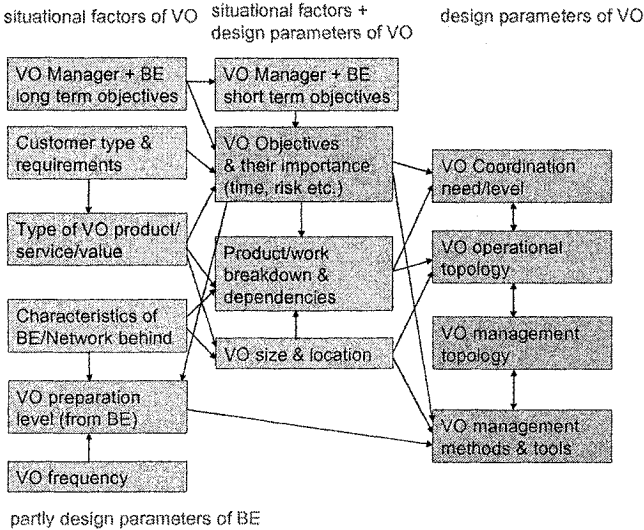 situational factors of VO
situational factors +
design parameters of VO
design parameters of VO
VO Manager + BE
long term objectives
Customer type &
requirements
Type of VO product/
service/value
Characteristics of
BE/Network behind
VO preparation
level (from BE)
VO frequency
partly design parameters of BE
VO Manager + BE
short term objectives
VO Objectives
& their importance
(time, risk etc.)
Product/work
breakdown &
dependencies
VO size & location
VO Coordination
need/level
VO operational
topology
VO management
topology
VO management
methods & tools